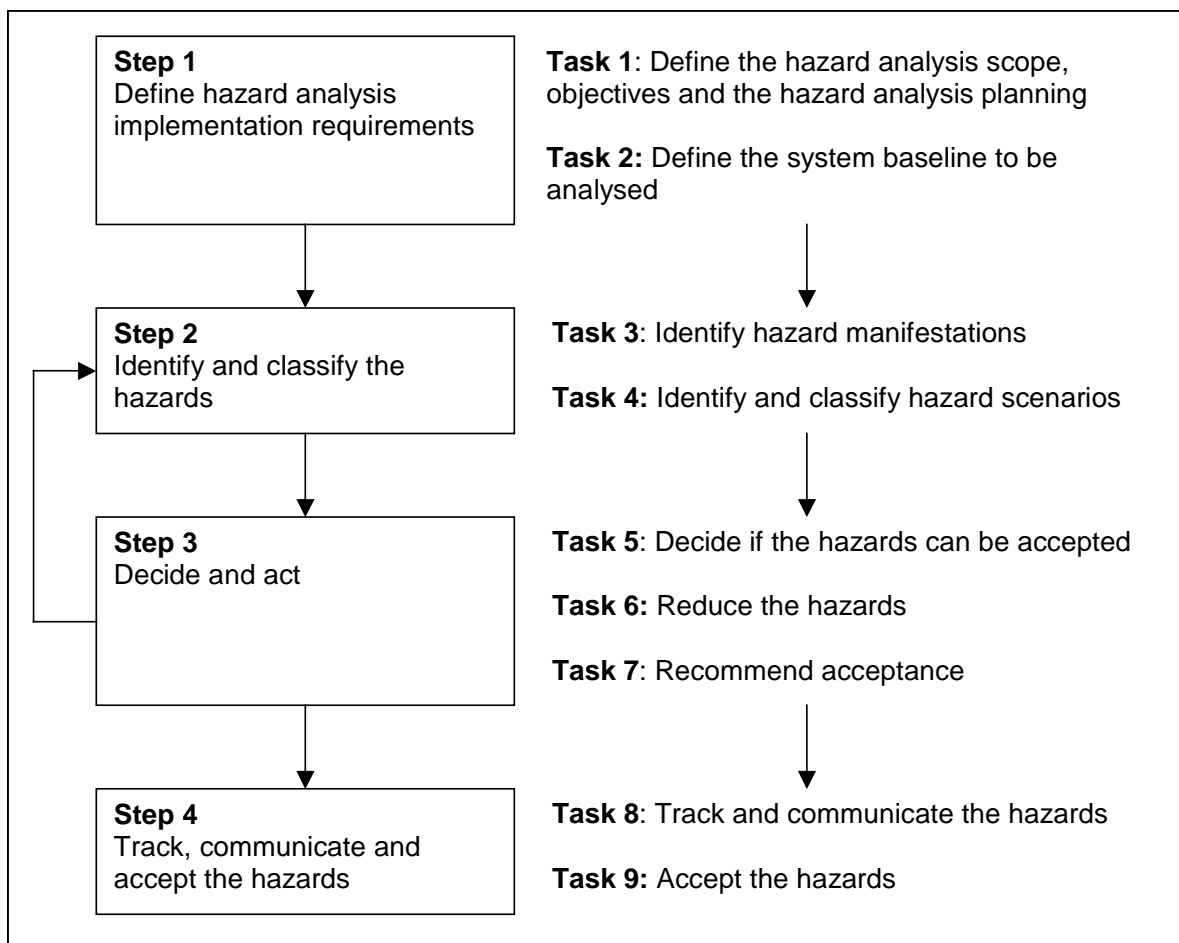 Step 1
Define hazard analysis
implementation requirements
Task 1: Define the hazard analysis scope,
objectives and the hazard analysis planning
Task 2: Define the system baseline to be
analysed
Step 2
Identify and classify the
hazards
Task 3: Identify hazard manifestations
Task 4: Identify and classify hazard scenarios
Step 3
Decide and act
Task 5: Decide if the hazards can be accepted
Task 6: Reduce the hazards
Task 7: Recommend acceptance
Step 4
Track, communicate and
accept the hazards
Task 8: Track and communicate the hazards
Task 9: Accept the hazards